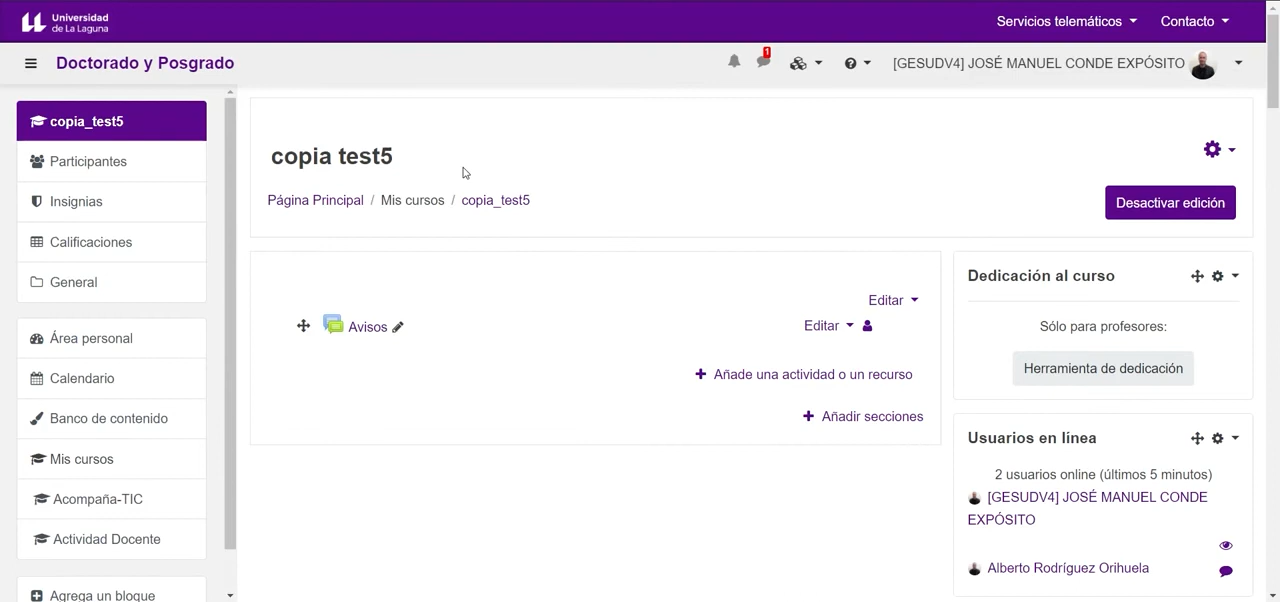 Universidad
de La Laguna
Servicios telemáticos
Contacto
Doctorado y Posgrado
1
[GESUDV4] JOSÉ MANUEL CONDE EXPÓSITO
copia_test5
Participantes
Insignias
Calificaciones
General
Área personal
Calendario
Banco de contenido
Mis cursos
Acompaña-TIC
Actividad Docente
Agrega un bloque
copia test5
Página Principal / Mis cursos / copia_test5
Desactivar edición
Editar
Avisos
Editar
Añade una actividad o un recurso
Añadir secciones
Dedicación al curso
Sólo para profesores:
Herramienta de dedicación
Usuarios en línea
2 usuarios online (últimos 5 minutos)
[GESUDV4] JOSÉ MANUEL CONDE
EXPÓSITO
Alberto Rodríguez Orihuela